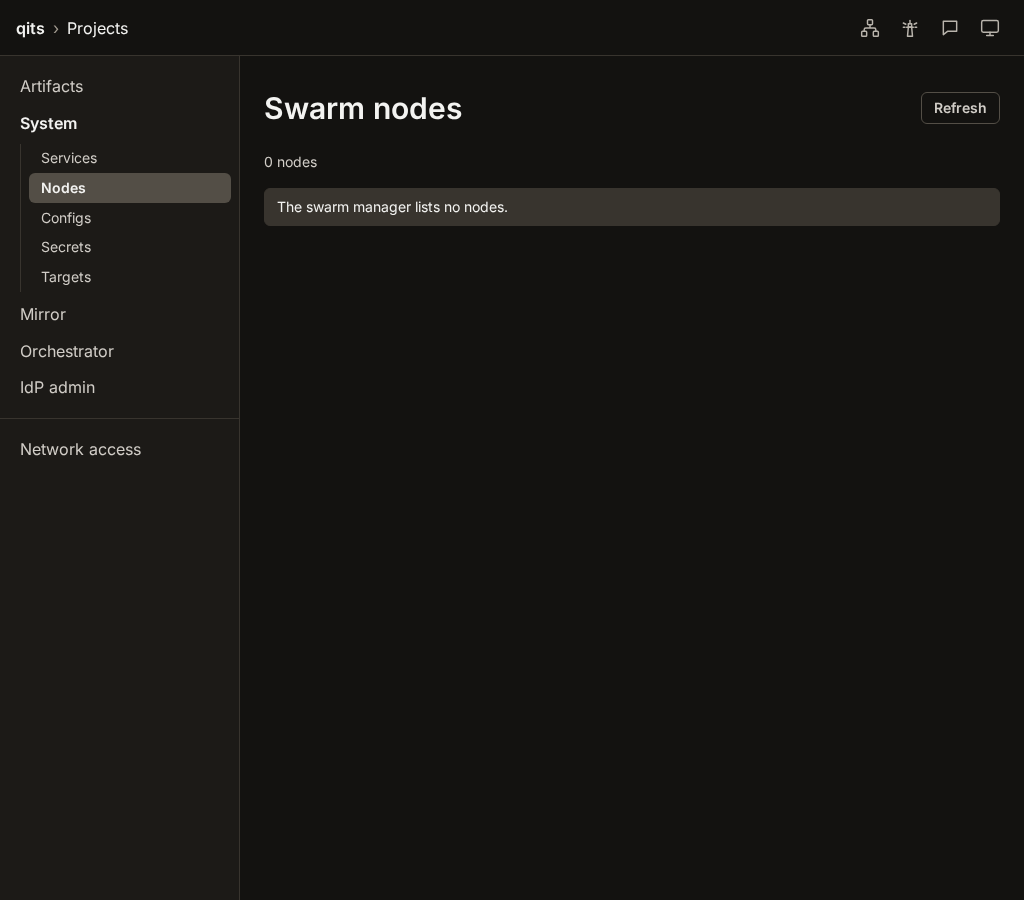 qits › Projects
Artifacts
System
Services
Nodes
Configs
Secrets
Targets
Mirror
Orchestrator
IdP admin
Network access
Swarm nodes
Refresh
0 nodes
The swarm manager lists no nodes.